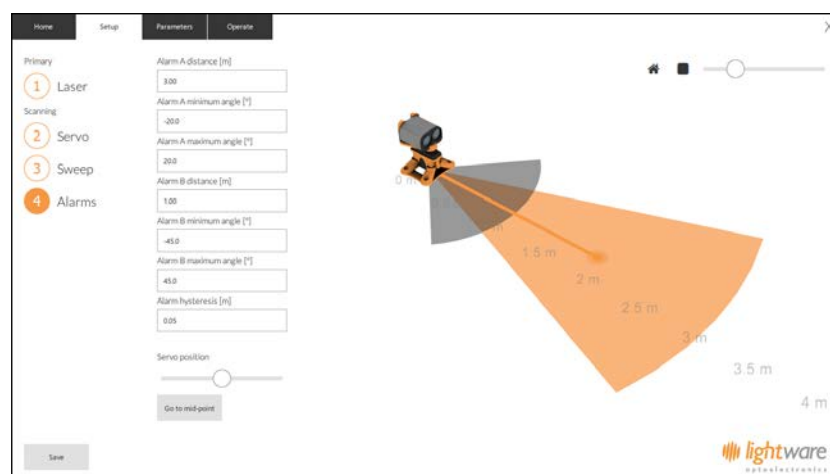 Home
Setup
Parameters
Operate
X
Primary
1 Laser
Scanning
2 Servo
3 Sweep
4 Alarms
Alarm A distance [m]
3.00
Alarm A minimum angle [°]
-20.0
Alarm A maximum angle [°]
20.0
Alarm B distance [m]
1.00
Alarm B minimum angle [°]
-45.0
Alarm B maximum angle [°]
45.0
Alarm hysteresis [m]
0.05
Servo position
Go to mid-point
Save
0 m
1.5 m
2 m
2.5 m
3 m
3.5 m
4 m
lightware
optoelectronics